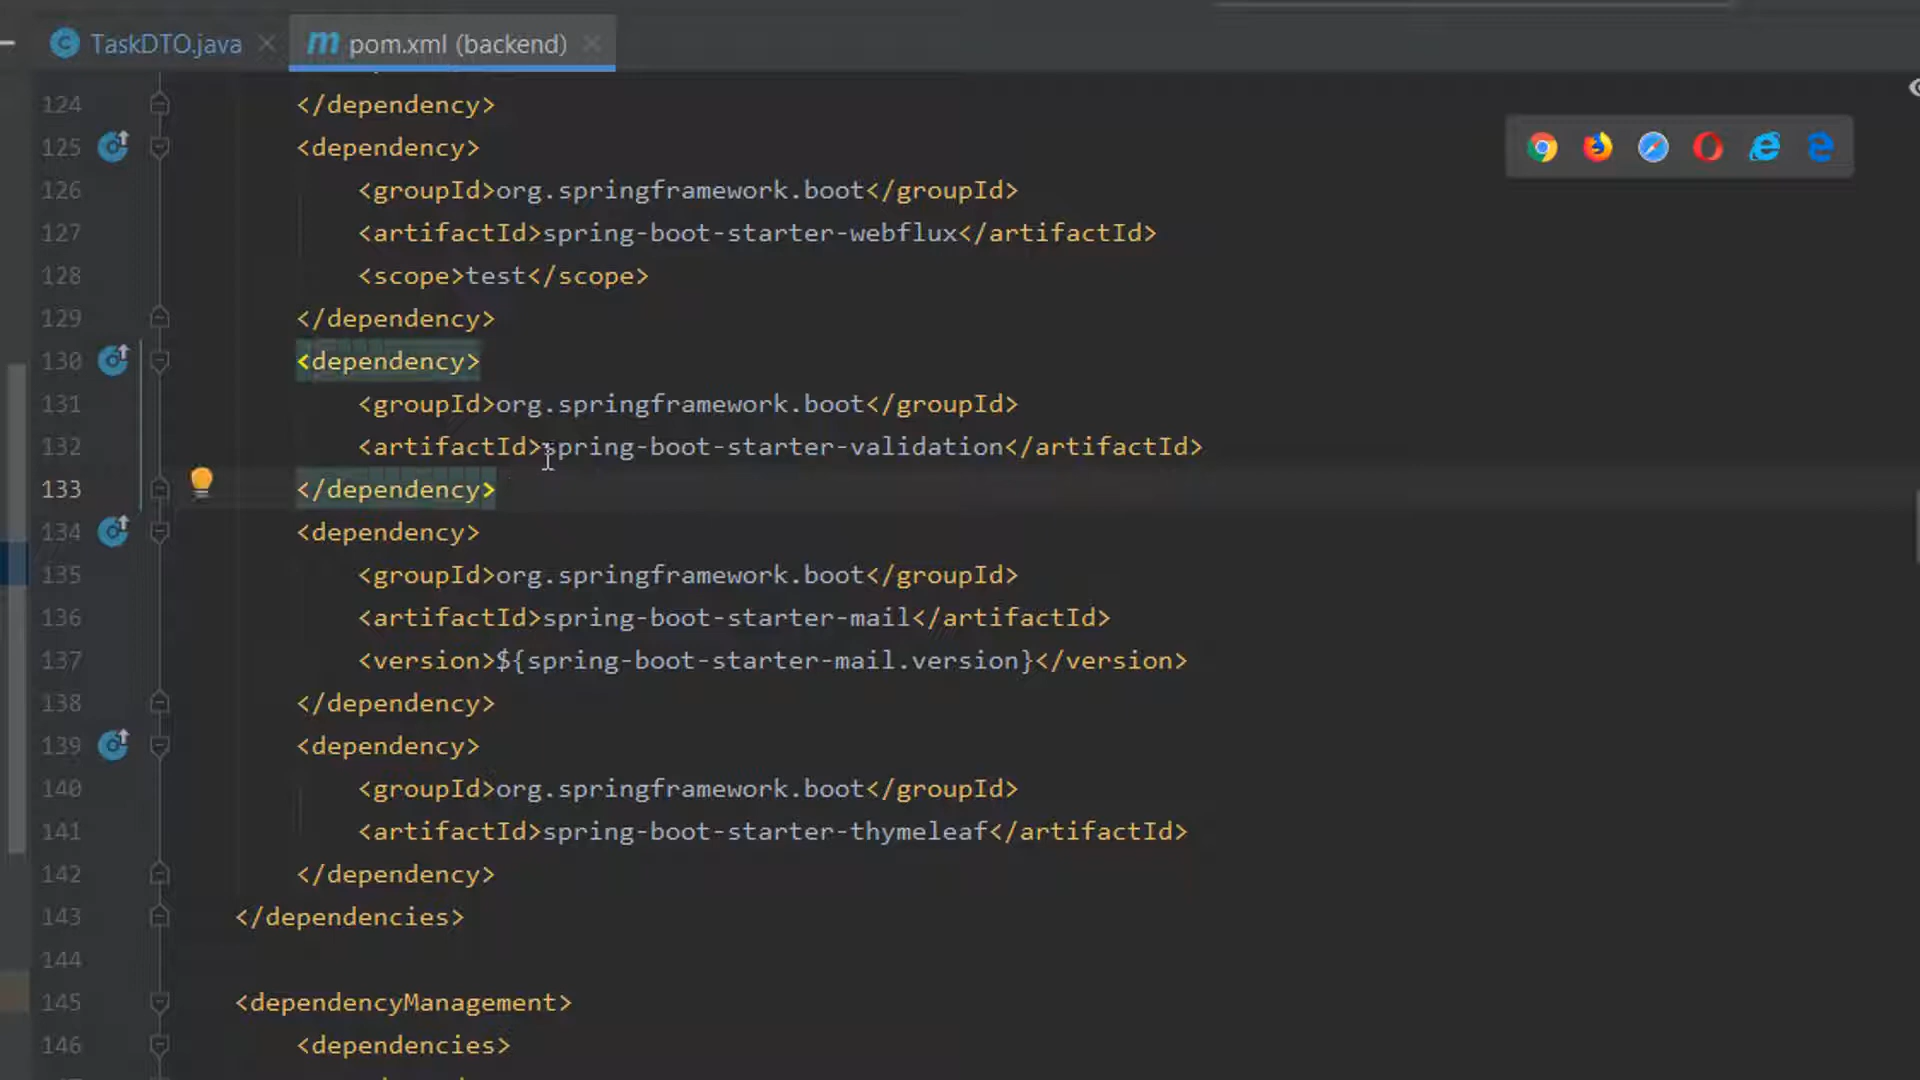 TaskDTO.java
pom.xml (backend)
124 </dependency>
125 <dependency>
126 <groupId>org.springframework.boot</groupId>
127 <artifactId>spring-boot-starter-webflux</artifactId>
128 <scope>test</scope>
129 </dependency>
130 <dependency>
131 <groupId>org.springframework.boot</groupId>
132 <artifactId>spring-boot-starter-validation</artifactId>
133 </dependency>
134 <dependency>
135 <groupId>org.springframework.boot</groupId>
136 <artifactId>spring-boot-starter-mail</artifactId>
137 <version>${spring-boot-starter-mail.version}</version>
138 </dependency>
139 <dependency>
140 <groupId>org.springframework.boot</groupId>
141 <artifactId>spring-boot-starter-thymeleaf</artifactId>
142 </dependency>
143 </dependencies>
144
145 <dependencyManagement>
146 <dependencies>